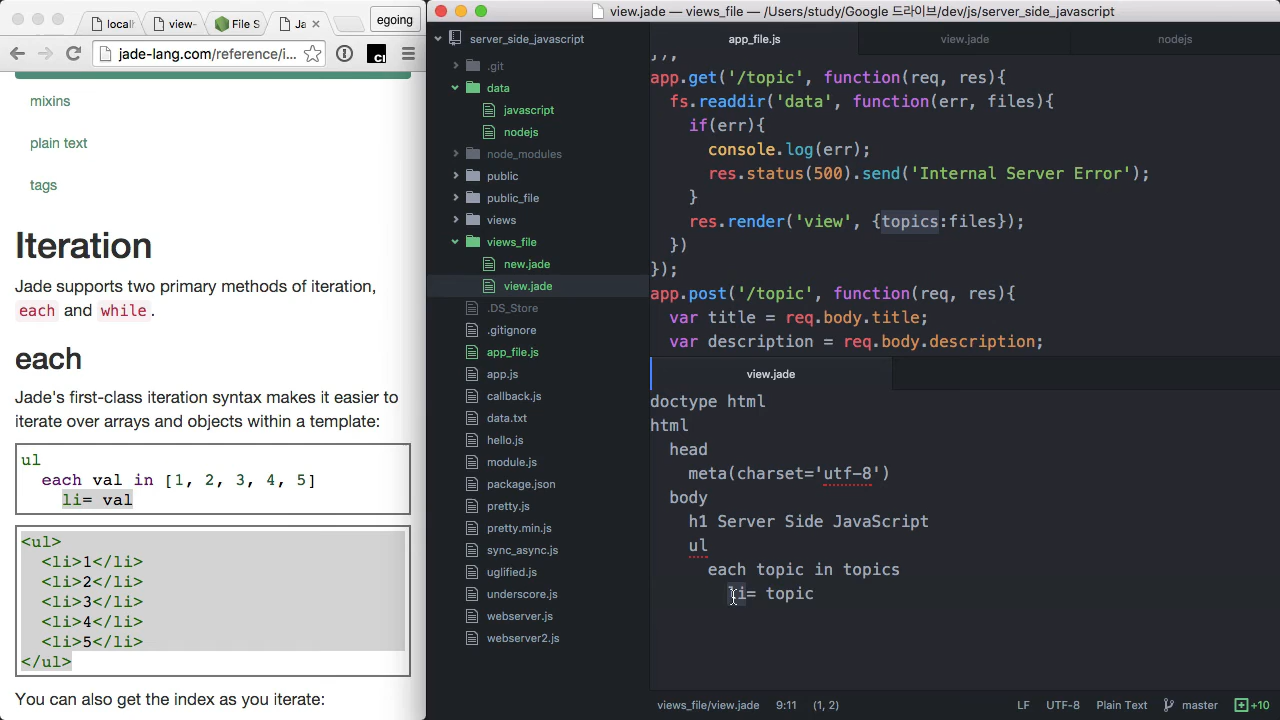 locall
view-
File S
Ja
egoing
jade-lang.com/reference/i...
mixins
plain text
tags
Iteration
Jade supports two primary methods of iteration,
each and while.
each
Jade's first-class iteration syntax makes it easier to
iterate over arrays and objects within a template:
ul
each val in [1, 2, 3, 4, 5]
li= val
<ul>
<li>1</li>
<li>2</li>
<li>3</li>
<li>4</li>
<li>5</li>
</ul>
You can also get the index as you iterate:
view.jade — views_file — /Users/study/Google 드라이브/dev/js/server_side_javascript
server_side_javascript
.git
data
javascript
nodejs
node_modules
public
public_file
views
views_file
new.jade
view.jade
.DS_Store
.gitignore
app_file.js
app.js
callback.js
data.txt
hello.js
module.js
package.json
pretty.js
pretty.min.js
sync_async.js
uglified.js
underscore.js
webserver.js
webserver2.js
app_file.js
view.jade
nodejs
});
app.get('/topic', function(req, res){
fs.readdir('data', function(err, files){
if(err){
console.log(err);
res.status(500).send('Internal Server Error');
}
res.render('view', {topics:files});
})
});
app.post('/topic', function(req, res){
var title = req.body.title;
var description = req.body.description;
view.jade
doctype html
html
head
meta(charset='utf-8')
body
h1 Server Side JavaScript
ul
each topic in topics
li= topic
views_file/view.jade 9:11 (1, 2)
LF UTF-8 Plain Text master +10